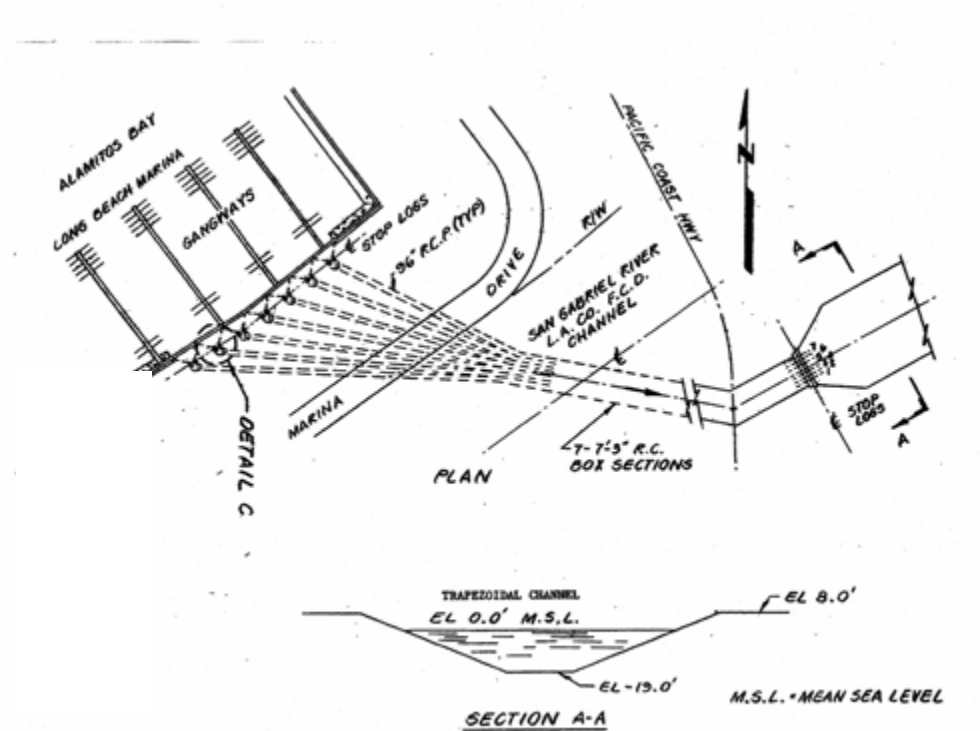 ALAMITOS BAY
LONG BEACH MARINA
GANGWAYS
STOP LOGS
96" R.C.P. (TYP)
DRIVE
R/W
PACIFIC COAST HWY
N
SAN GABRIEL RIVER
L.A. CO. F.C.D.
CHANNEL
A
MARINA
DETAIL C
PLAN
7-7'-3" R.C.
BOX SECTIONS
STOP
LOGS
A
TRAPEZOIDAL CHANNEL
EL 0.0' M.S.L.
EL 8.0'
EL -15.0'
M.S.L. = MEAN SEA LEVEL
SECTION A-A